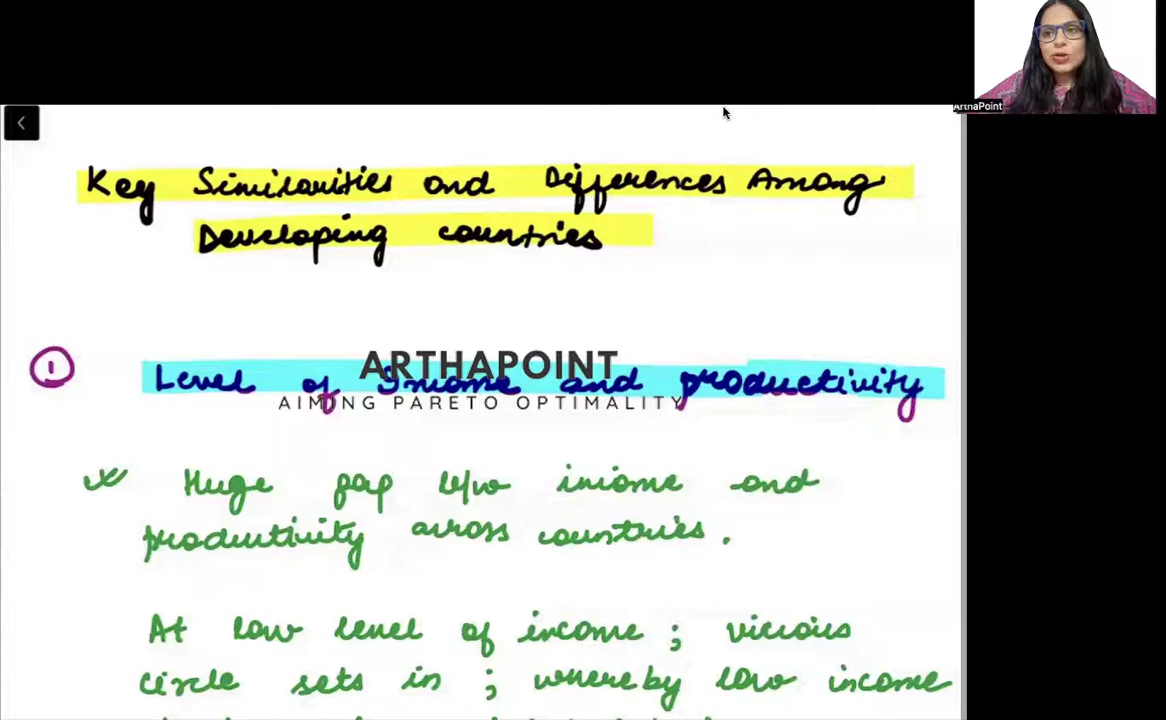 ArthaPoint
Key Similarities and Differences Among
Developing countries
1
ARTHAPOINT
Level of Income and productivity
AIMING PARETO OPTIMALITY
Huge gap b/w income and
productivity across countries.
At low level of income ; vicious
circle sets in ; whereby low income